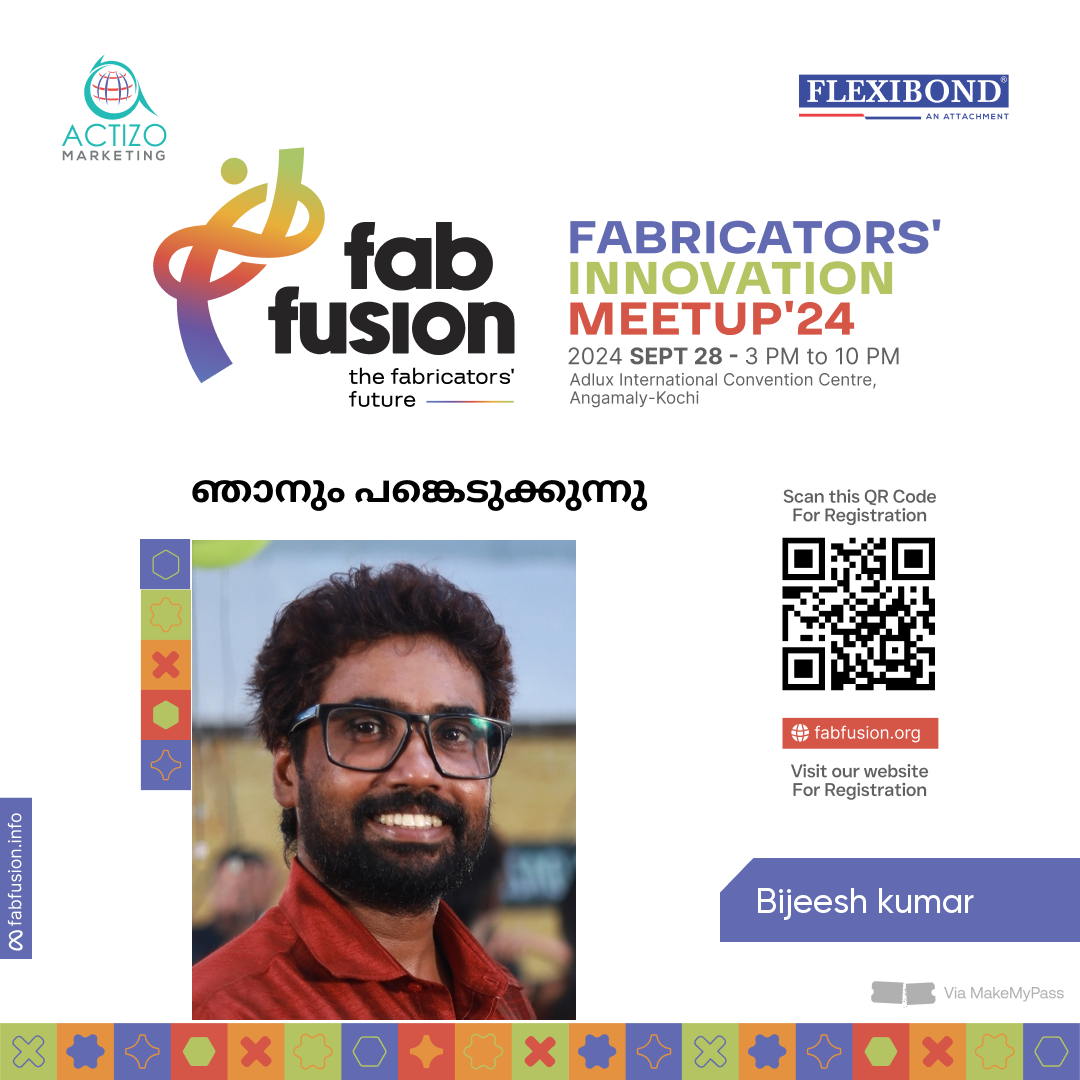 ACTIZO
MARKETING
FLEXIBOND®
AN ATTACHMENT
fab
fusion
the fabricators'
future
FABRICATORS'
INNOVATION
MEETUP'24
2024 SEPT 28 - 3 PM to 10 PM
Adlux International Convention Centre,
Angamaly-Kochi
ഞാനും പങ്കെടുക്കുന്നു
Scan this QR Code
For Registration
fabfusion.org
Visit our website
For Registration
fabfusion.info
Bijeesh kumar
Via MakeMyPass